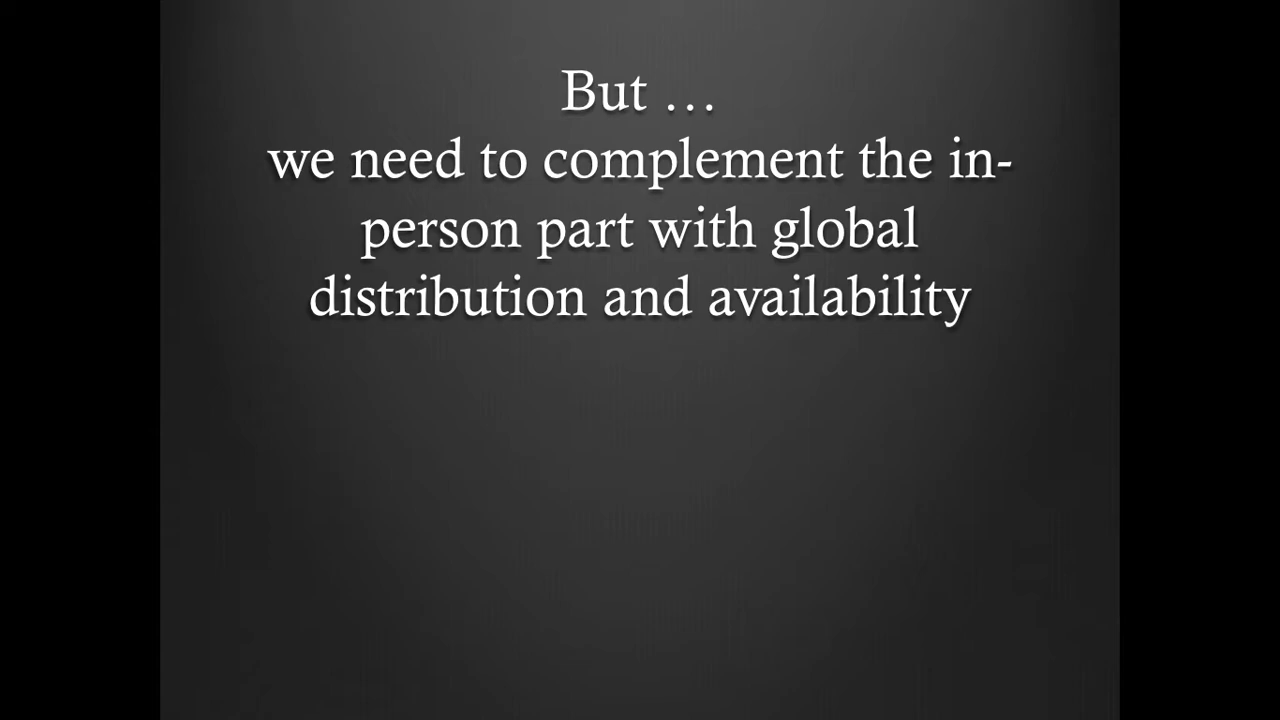 But …
we need to complement the in-
person part with global
distribution and availability